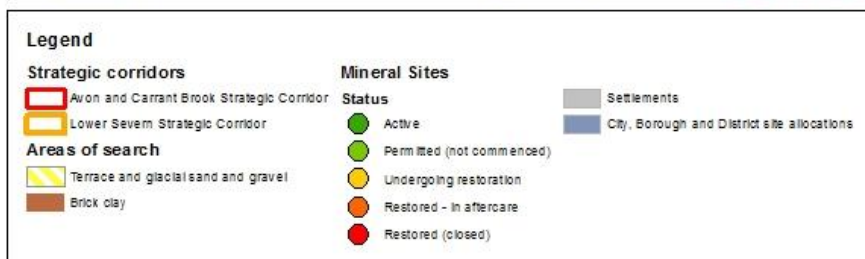 Legend
Strategic corridors
Avon and Carrant Brook Strategic Corridor
Lower Severn Strategic Corridor
Areas of search
Terrace and glacial sand and gravel
Brick clay
Mineral Sites
Status
Active
Permitted (not commenced)
Undergoing restoration
Restored - in aftercare
Restored (closed)
Settlements
City, Borough and District site allocations